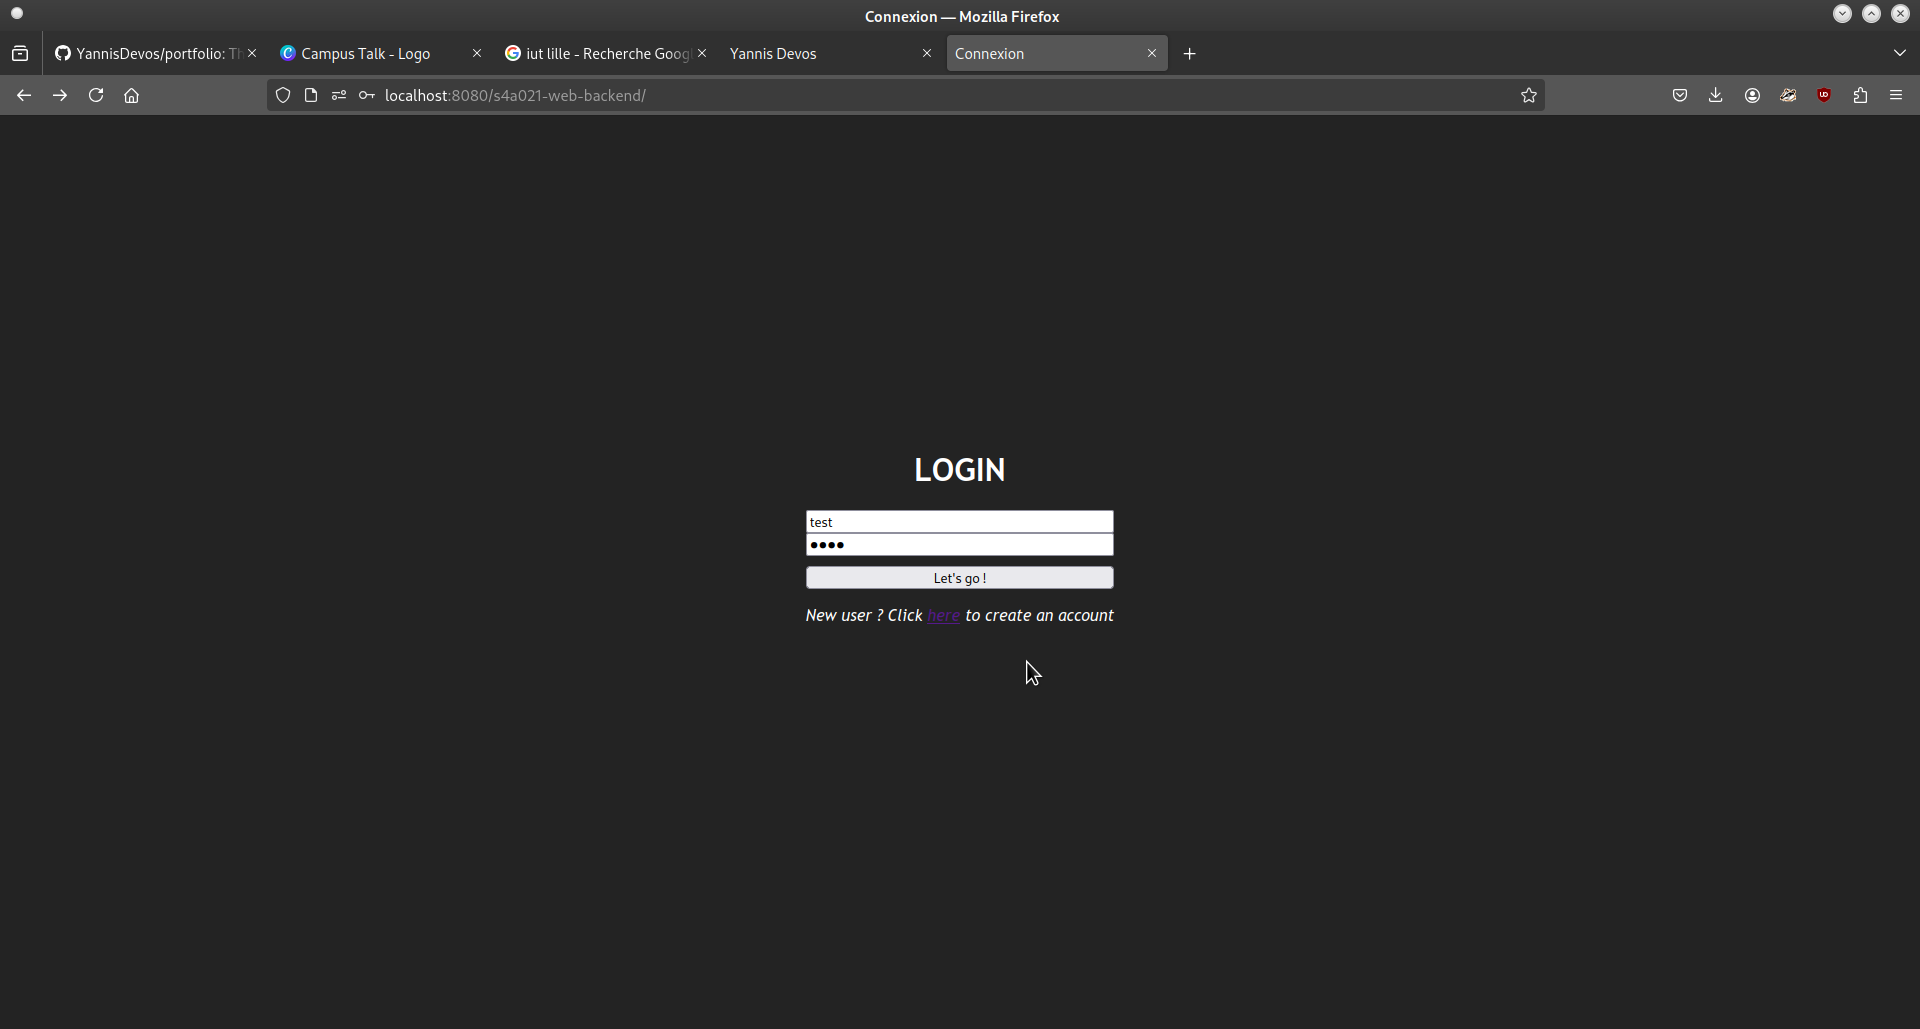 Connexion — Mozilla Firefox
YannisDevos/portfolio: Th
Campus Talk - Logo
iut lille - Recherche Goog
Yannis Devos
Connexion
localhost:8080/s4a021-web-backend/
LOGIN
test
••••
Let's go !
New user ? Click here to create an account